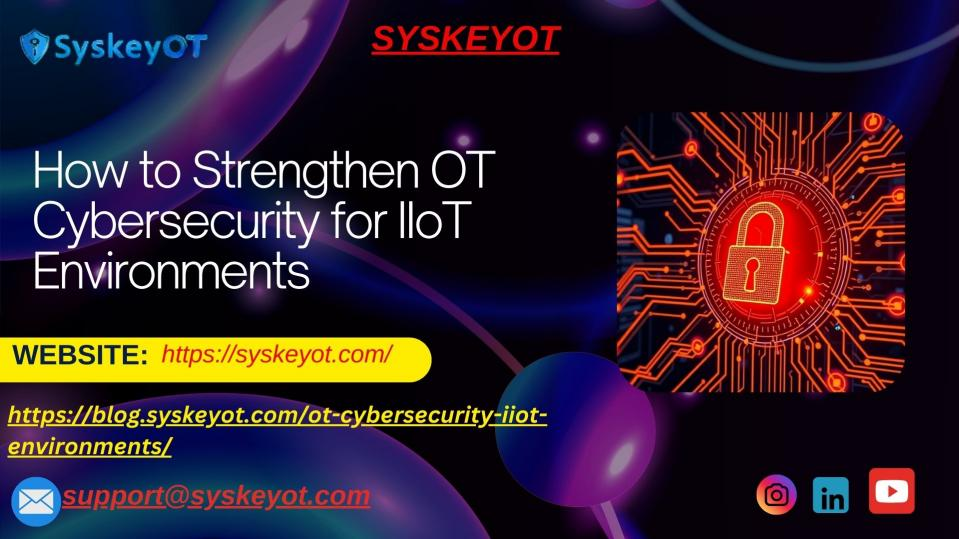 SyskeyOT
SYSKEYOT
How to Strengthen OT
Cybersecurity for IIoT
Environments
WEBSITE: https://syskeyot.com/
https://blog.syskeyot.com/ot-cybersecurity-iiot-
environments/
support@syskeyot.com
in